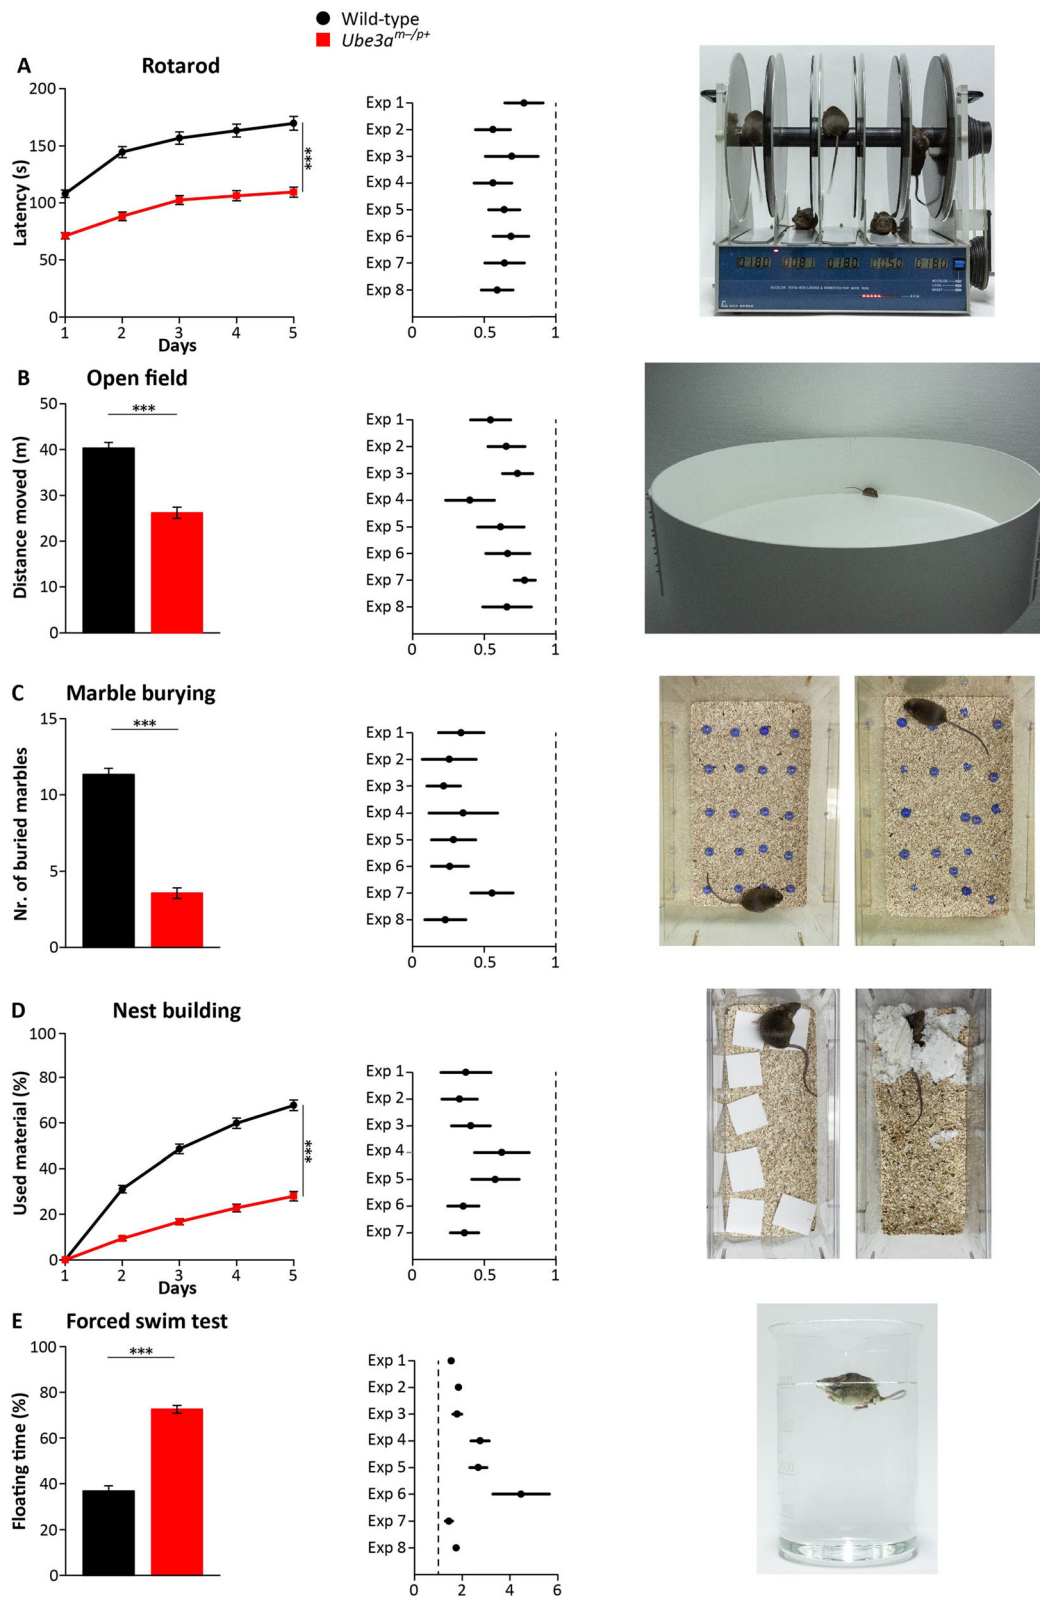 Wild-type
Ube3a^m–/p+
A Rotarod
Latency (s)
200
150
100
50
0
1 2 3 4 5
Days
***
Exp 1
Exp 2
Exp 3
Exp 4
Exp 5
Exp 6
Exp 7
Exp 8
0 0.5 1
0180 0081 0180 0050 0180
B Open field
Distance moved (m)
50
40
30
20
10
0
***
Exp 1
Exp 2
Exp 3
Exp 4
Exp 5
Exp 6
Exp 7
Exp 8
0 0.5 1
C Marble burying
Nr. of buried marbles
15
10
5
0
***
Exp 1
Exp 2
Exp 3
Exp 4
Exp 5
Exp 6
Exp 7
Exp 8
0 0.5 1
D Nest building
Used material (%)
100
80
60
40
20
0
1 2 3 4 5
Days
***
Exp 1
Exp 2
Exp 3
Exp 4
Exp 5
Exp 6
Exp 7
0 0.5 1
E Forced swim test
Floating time (%)
100
80
60
40
20
0
***
Exp 1
Exp 2
Exp 3
Exp 4
Exp 5
Exp 6
Exp 7
Exp 8
0 2 4 6